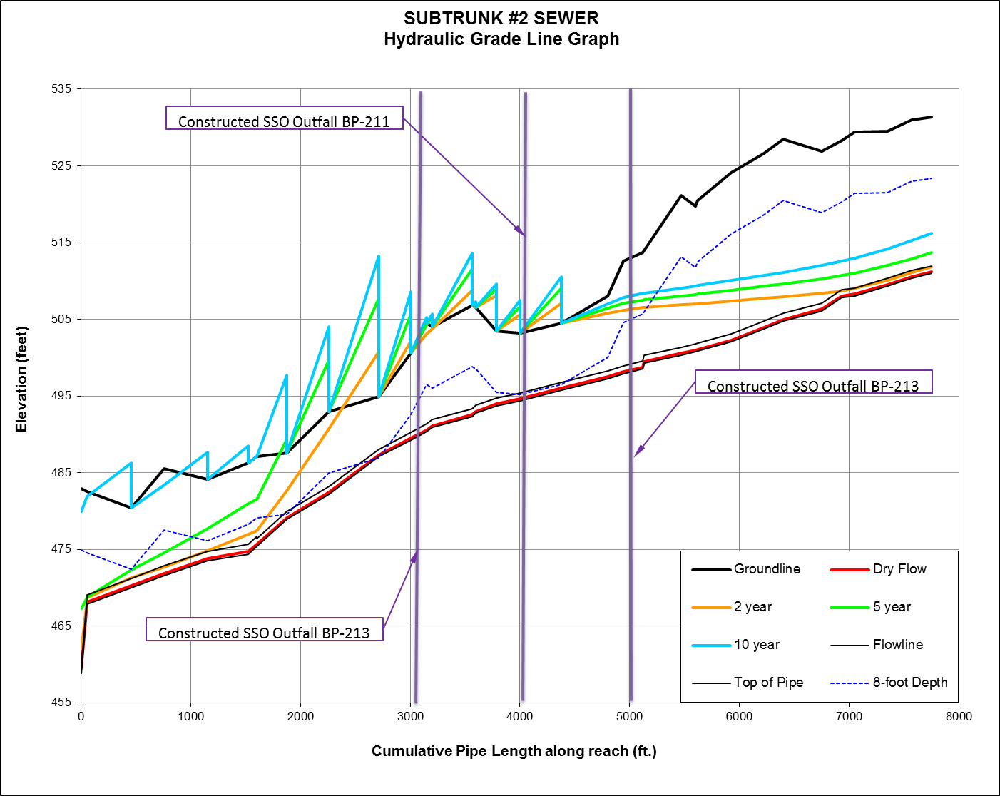 SUBTRUNK #2 SEWER
Hydraulic Grade Line Graph
535
525
515
505
495
485
475
465
455
Elevation (feet)
Constructed SSO Outfall BP-211
Constructed SSO Outfall BP-213
Constructed SSO Outfall BP-213
Groundline
Dry Flow
2 year
5 year
10 year
Flowline
Top of Pipe
8-foot Depth
0 1000 2000 3000 4000 5000 6000 7000 8000
Cumulative Pipe Length along reach (ft.)